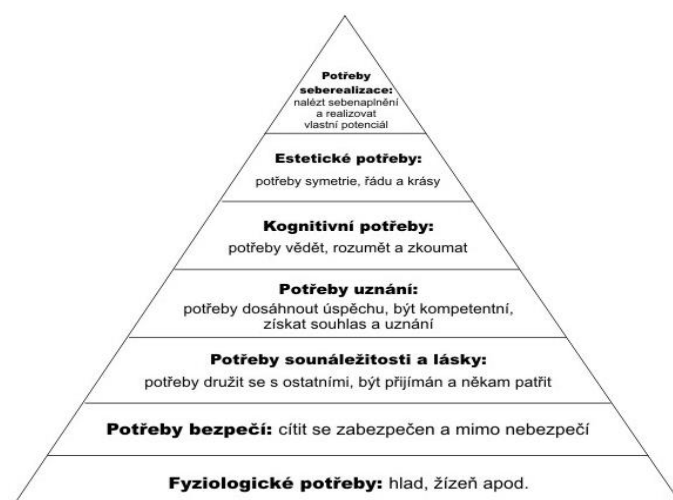 Potřeby
seberealizace:
nalézt sebenaplnění
a realizovat
vlastní potenciál
Estetické potřeby:
potřeby symetrie, řádu a krásy
Kognitivní potřeby:
potřeby vědět, rozumět a zkoumat
Potřeby uznání:
potřeby dosáhnout úspěchu, být kompetentní,
získat souhlas a uznání
Potřeby sounáležitosti a lásky:
potřeby družit se s ostatními, být přijímán a někam patřit
Potřeby bezpečí: cítit se zabezpečen a mimo nebezpečí
Fyziologické potřeby: hlad, žízeň apod.